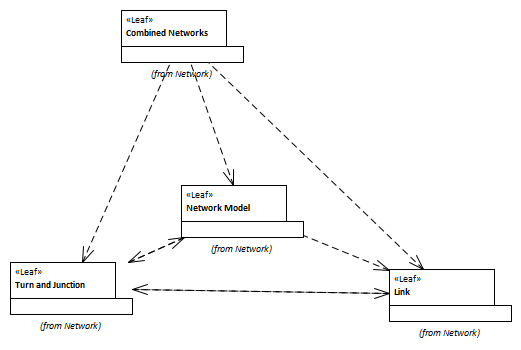 «Leaf»
Combined Networks
(from Network)
«Leaf»
Network Model
(from Network)
«Leaf»
Turn and Junction
(from Network)
«Leaf»
Link
(from Network)